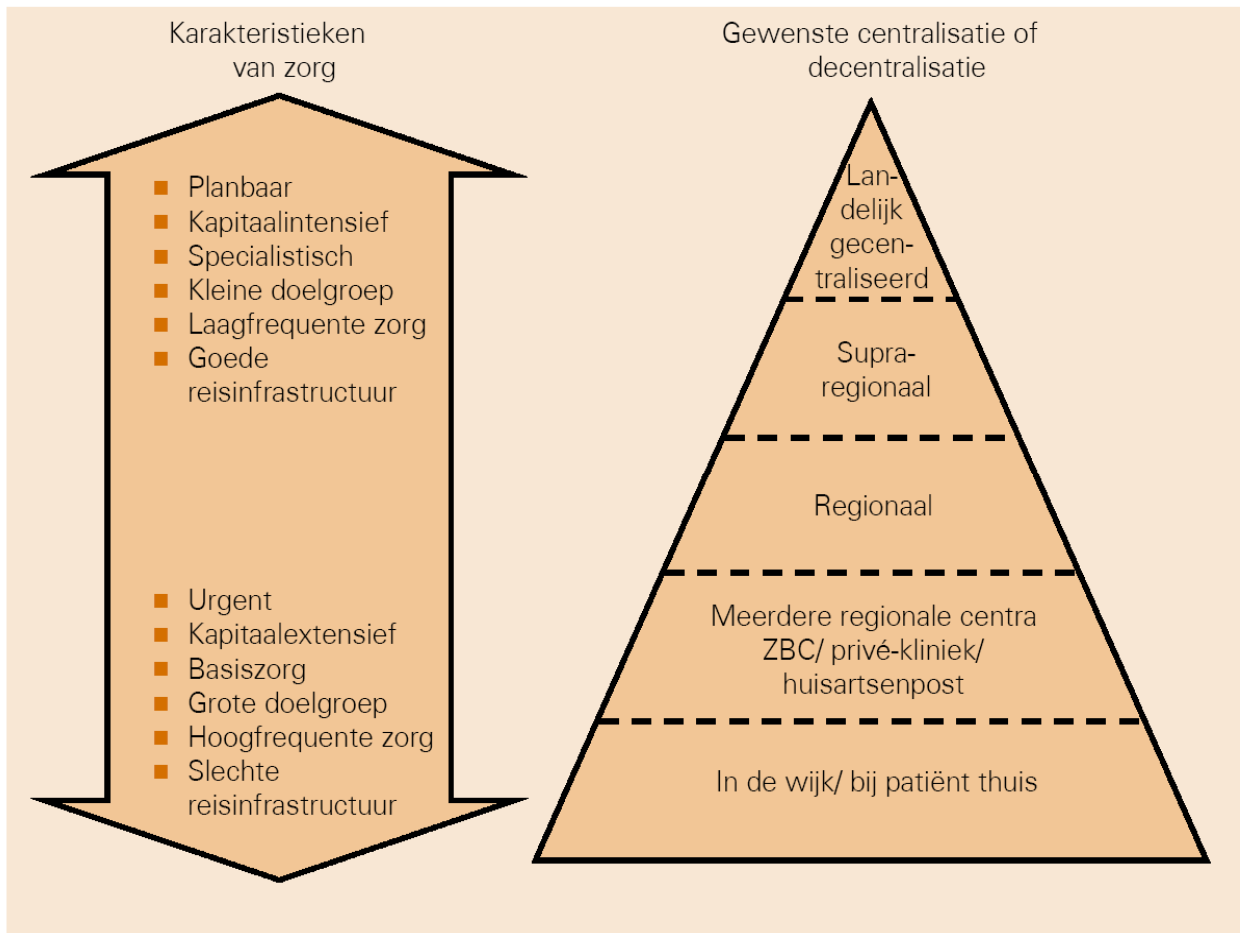 Karakteristieken
van zorg
Planbaar
Kapitaalintensief
Specialistisch
Kleine doelgroep
Laagfrequente zorg
Goede
reisinfrastructuur
Urgent
Kapitaalextensief
Basiszorg
Grote doelgroep
Hoogfrequente zorg
Slechte
reisinfrastructuur
Gewenste centralisatie of
decentralisatie
Lan-
delijk
gecen-
traliseerd
Supra-
regionaal
Regionaal
Meerdere regionale centra
ZBC/ privé-kliniek/
huisartsenpost
In de wijk/ bij patiënt thuis